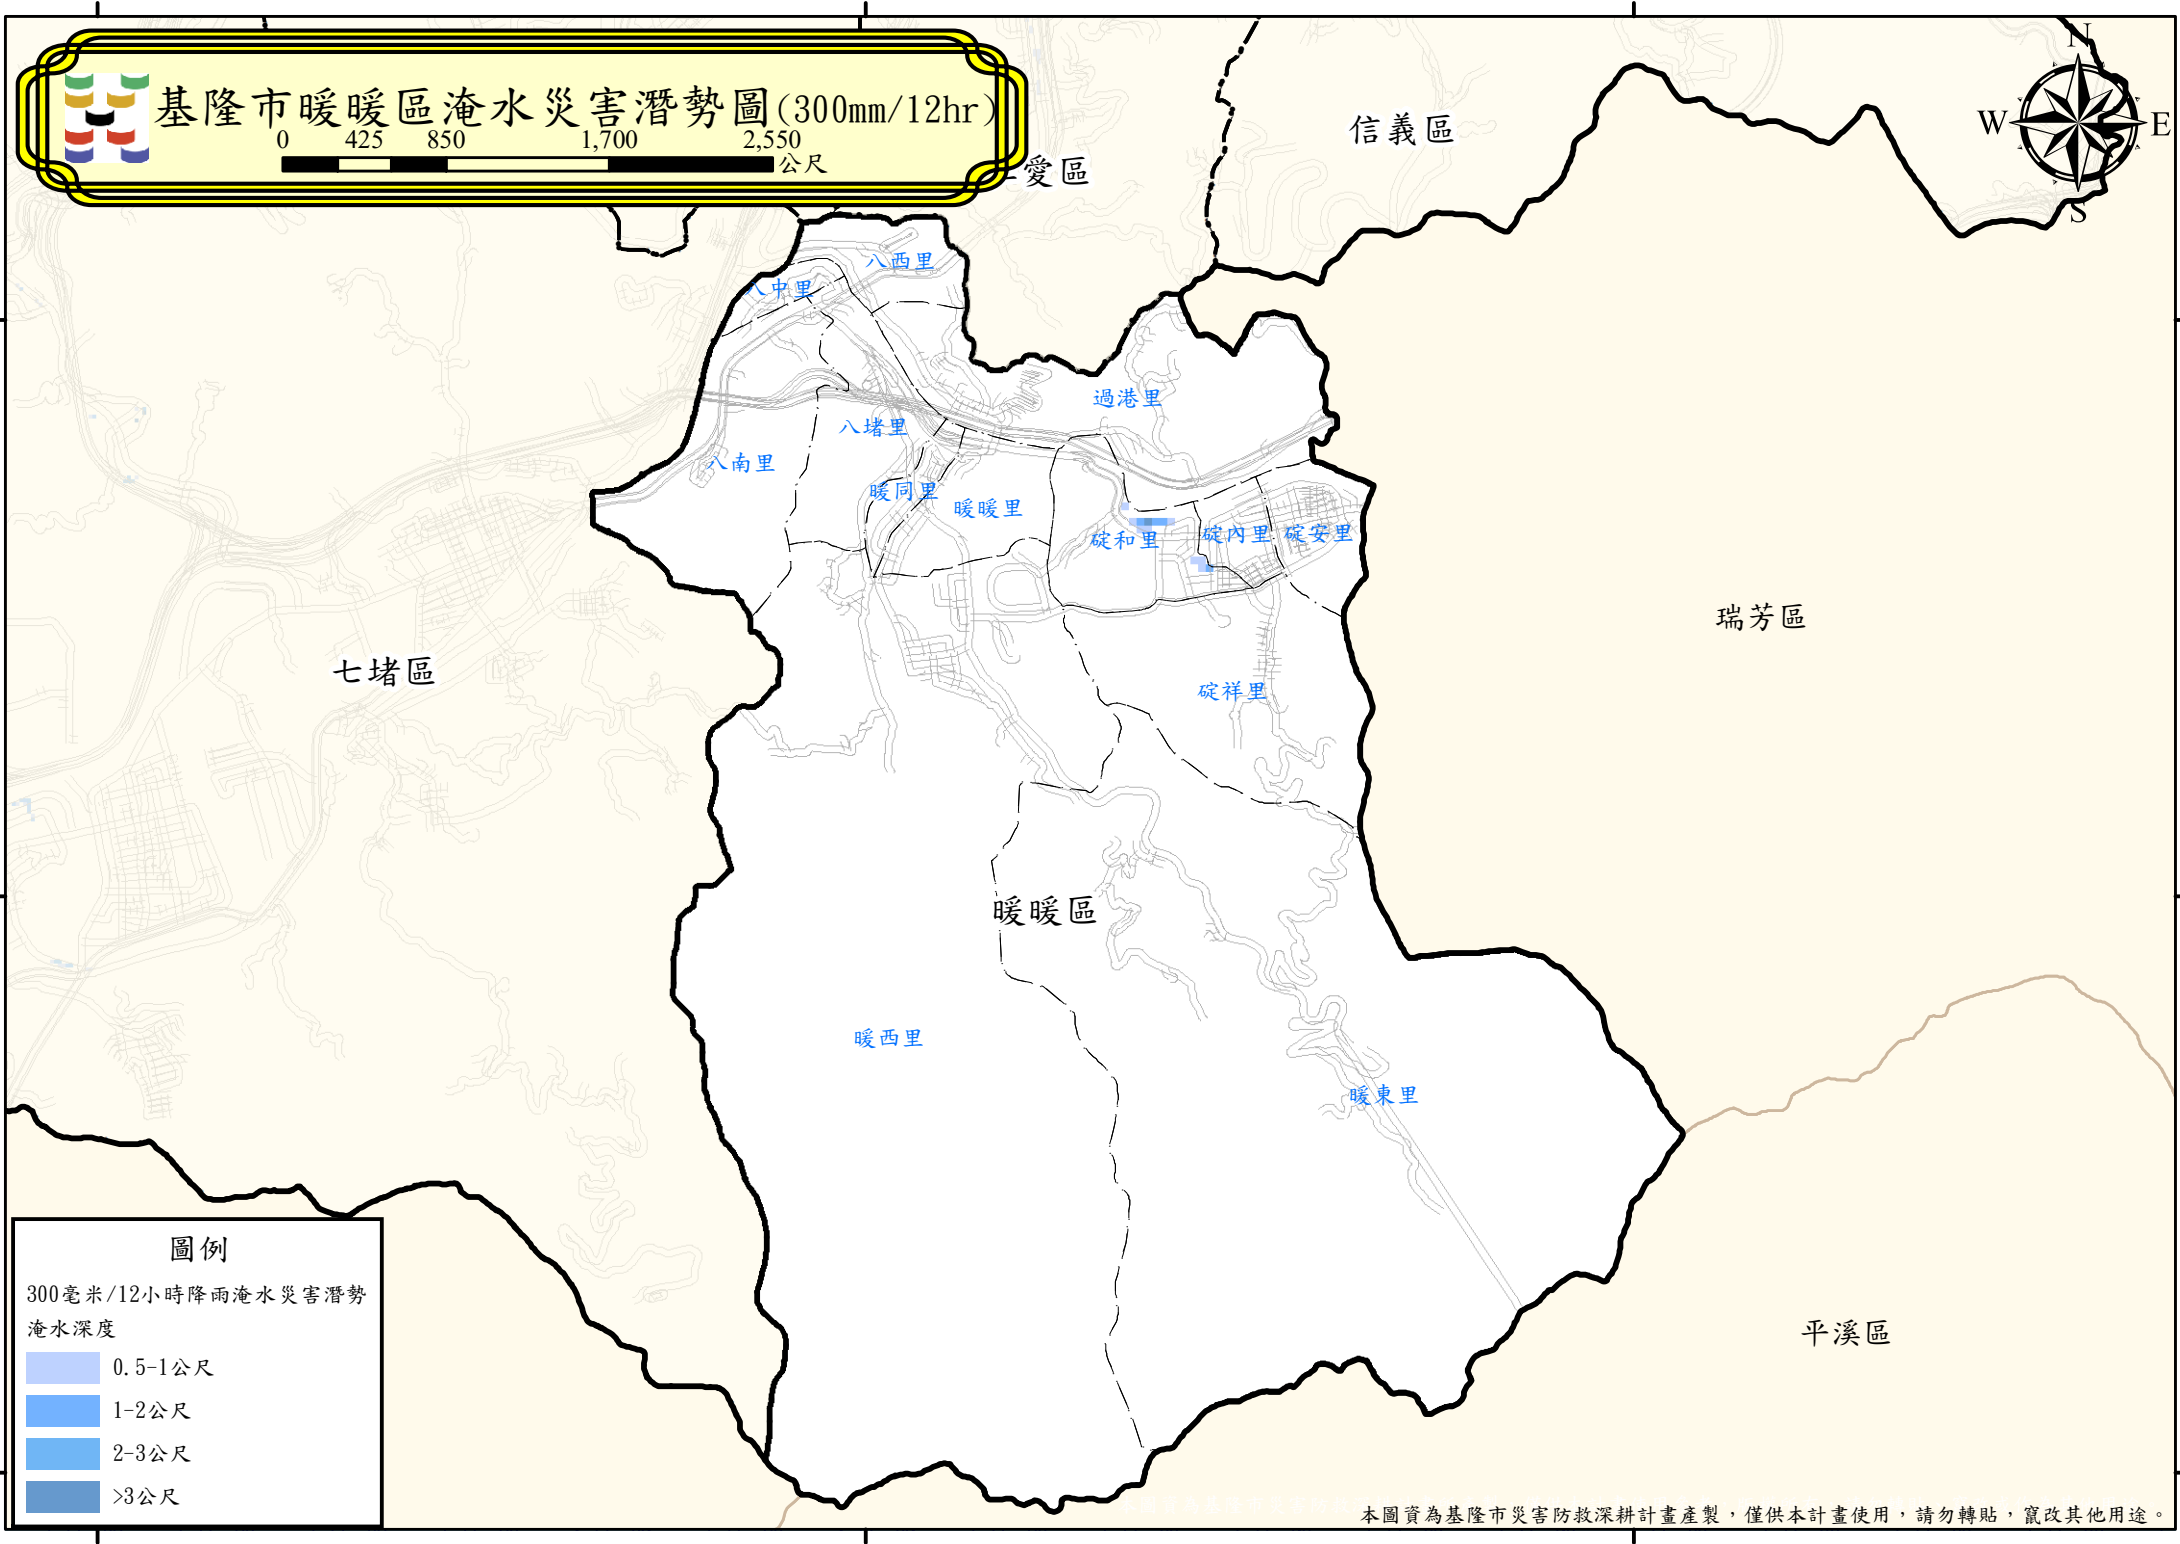 基隆市暖暖區淹水災害潛勢圖(300mm/12hr)
0 425 850 1,700 2,550
公尺
N
W E
S
信義區
愛區
八西里
八中里
過港里
八堵里
八南里
暖同里
暖暖里
碇和里
碇內里
碇安里
瑞芳區
七堵區
碇祥里
暖暖區
暖西里
暖東里
平溪區
圖例
300毫米/12小時降雨淹水災害潛勢
淹水深度
0.5-1公尺
1-2公尺
2-3公尺
>3公尺
本圖資為基隆市災害防救深耕計畫產製，僅供本計畫使用，請勿轉貼，竄改其他用途。